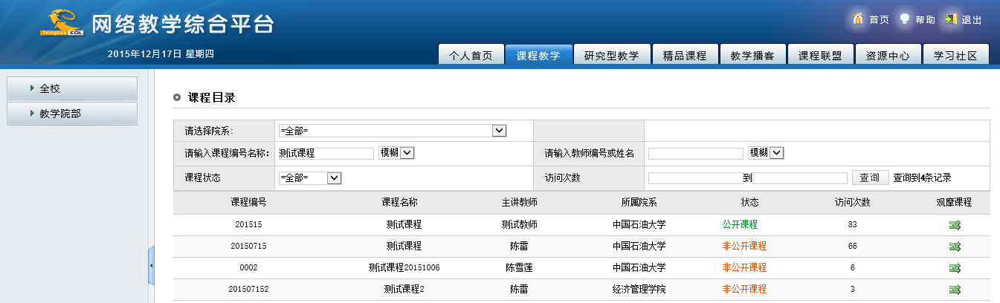 Tsinghua EOL
网络教学综合平台
首页 帮助 退出
2015年12月17日 星期四
个人首页 课程教学 研究型教学 精品课程 教学播客 课程联盟 资源中心 学习社区
全校
教学院部
课程目录
请选择院系: =全部=
请输入课程编号名称: 测试课程 模糊 请输入教师编号或姓名 模糊
课程状态 =全部= 访问次数 到 查询 查询到4条记录
课程编号 课程名称 主讲教师 所属院系 状态 访问次数 观摩课程
201515 测试课程 测试教师 中国石油大学 公开课程 83
20150715 测试课程 陈雷 中国石油大学 非公开课程 66
0002 测试课程20151006 陈雪莲 中国石油大学 非公开课程 6
201507152 测试课程2 陈雷 经济管理学院 非公开课程 3